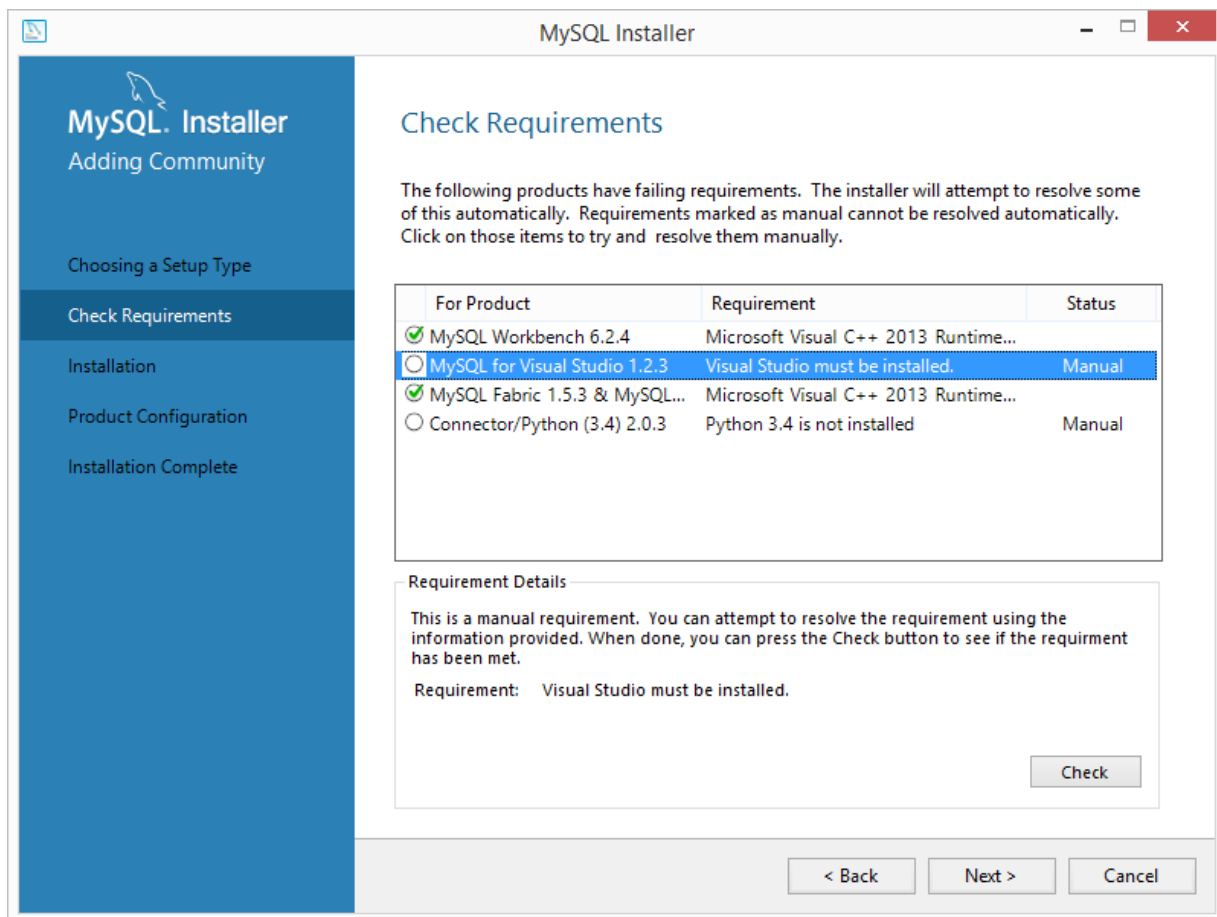 MySQL Installer
MySQL. Installer
Adding Community
Choosing a Setup Type
Check Requirements
Installation
Product Configuration
Installation Complete
Check Requirements
The following products have failing requirements. The installer will attempt to resolve some
of this automatically. Requirements marked as manual cannot be resolved automatically.
Click on those items to try and resolve them manually.
For Product Requirement Status
MySQL Workbench 6.2.4 Microsoft Visual C++ 2013 Runtime...
MySQL for Visual Studio 1.2.3 Visual Studio must be installed. Manual
MySQL Fabric 1.5.3 & MySQL... Microsoft Visual C++ 2013 Runtime...
Connector/Python (3.4) 2.0.3 Python 3.4 is not installed Manual
Requirement Details
This is a manual requirement. You can attempt to resolve the requirement using the
information provided. When done, you can press the Check button to see if the requirment
has been met.
Requirement: Visual Studio must be installed.
Check
< Back Next > Cancel